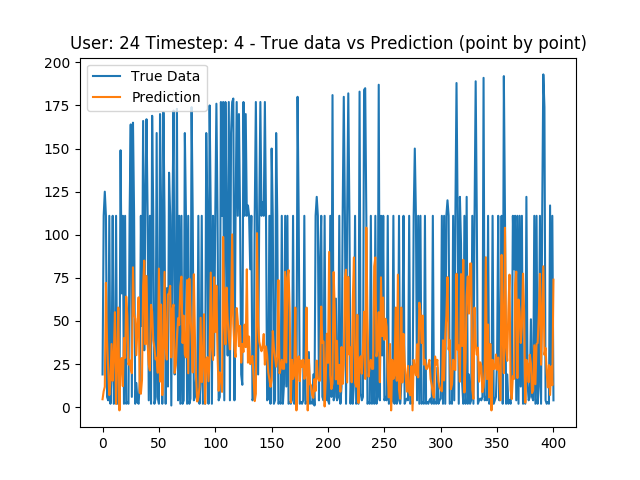 User: 24 Timestep: 4 - True data vs Prediction (point by point)
True Data
Prediction
200
175
150
125
100
75
50
25
0
0 50 100 150 200 250 300 350 400